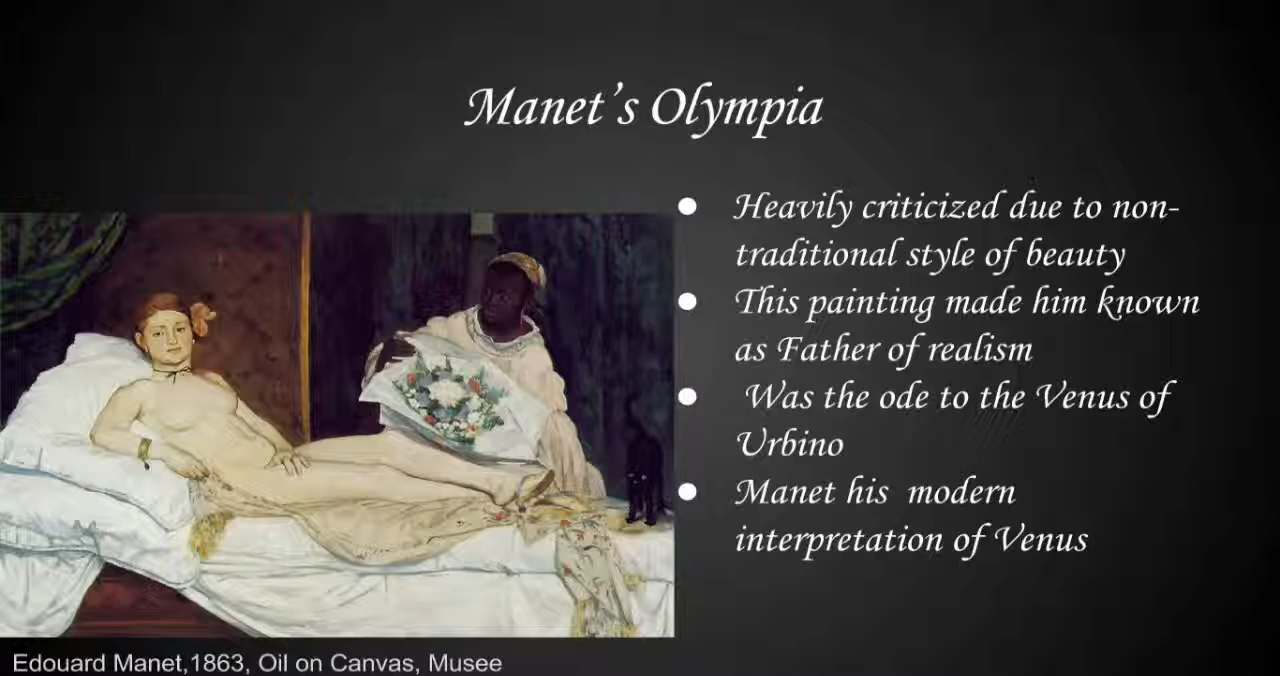 Manet's Olympia
● Heavily criticized due to non-
traditional style of beauty
● This painting made him known
as Father of realism
● Was the ode to the Venus of
Urbino
● Manet his modern
interpretation of Venus
Edouard Manet,1863, Oil on Canvas, Musee